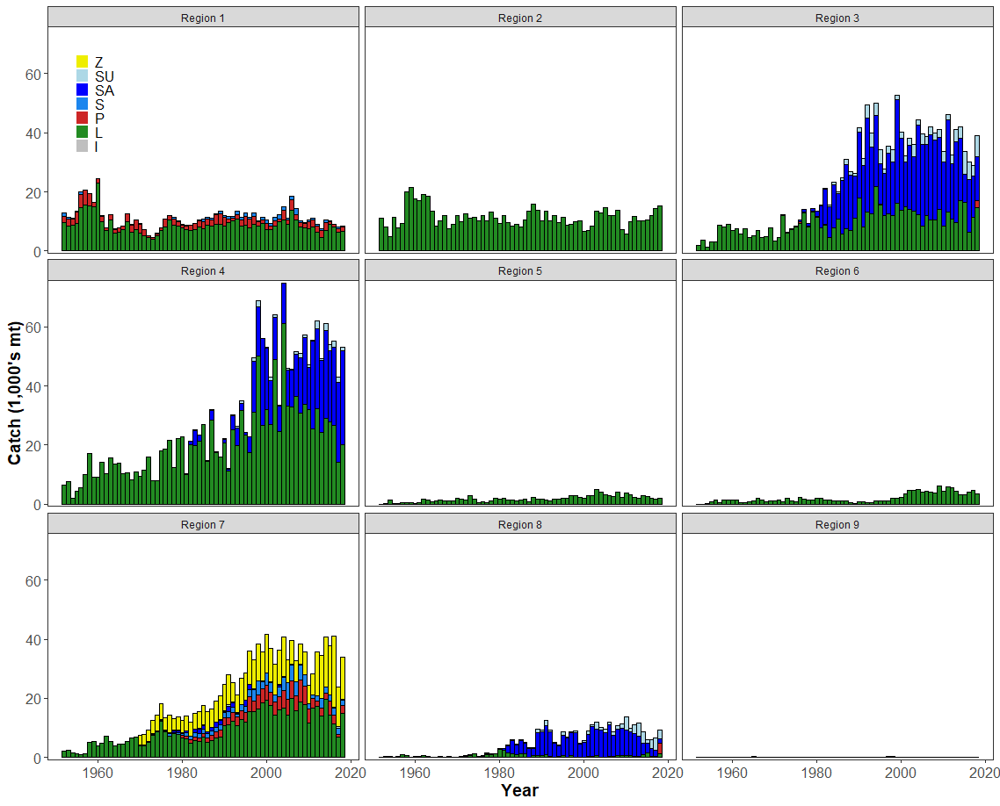 Region 1
Region 2
Region 3
Z
SU
SA
S
P
L
I
60
40
20
0
Region 4
Region 5
Region 6
60
40
20
0
Catch (1,000's mt)
Region 7
Region 8
Region 9
60
40
20
0
1960 1980 2000 2020
1960 1980 2000 2020
1960 1980 2000 2020
Year